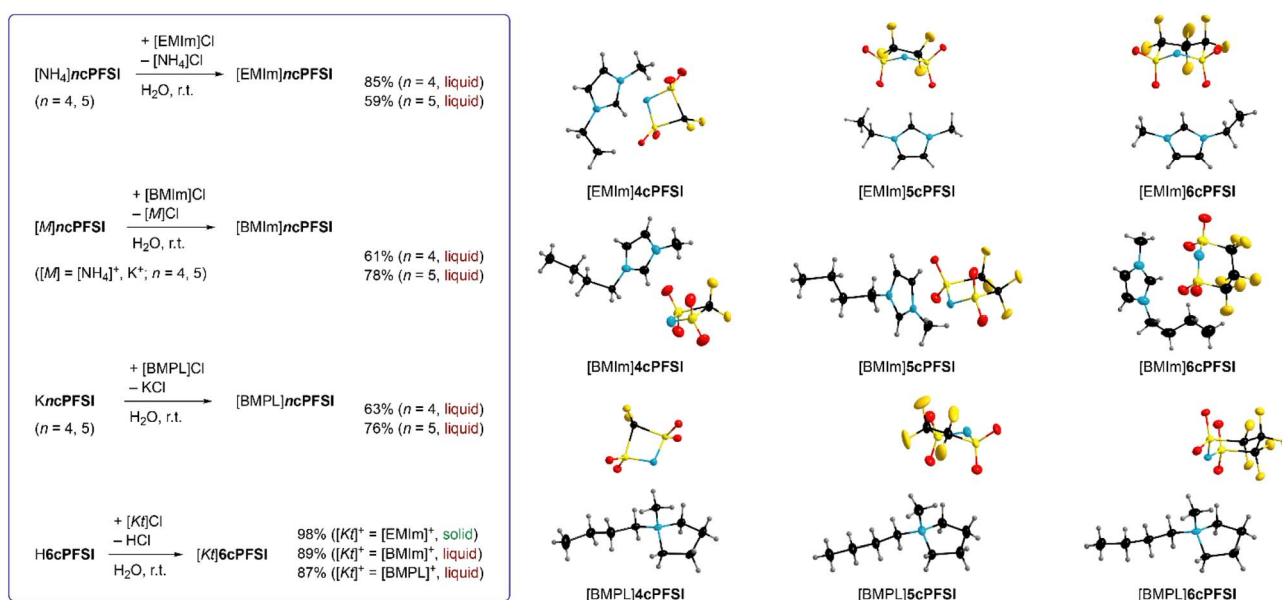 + [EMIm]Cl
– [NH₄]Cl
[NH₄]ncPFSI
[EMIm]ncPFSI
H₂O, r.t.
(n = 4, 5)
85% (n = 4, liquid)
59% (n = 5, liquid)
+ [BMIm]Cl
– [M]Cl
[M]ncPFSI
[BMIm]ncPFSI
H₂O, r.t.
([M] = [NH₄]⁺, K⁺; n = 4, 5)
61% (n = 4, liquid)
78% (n = 5, liquid)
+ [BMPL]Cl
– KCl
KncPFSI
[BMPL]ncPFSI
H₂O, r.t.
(n = 4, 5)
63% (n = 4, liquid)
76% (n = 5, liquid)
+ [Kt]Cl
– HCl
H6cPFSI
[Kt]6cPFSI
H₂O, r.t.
98% ([Kt]⁺ = [EMIm]⁺, solid)
89% ([Kt]⁺ = [BMIm]⁺, liquid)
87% ([Kt]⁺ = [BMPL]⁺, liquid)
[EMIm]4cPFSI
[EMIm]5cPFSI
[EMIm]6cPFSI
[BMIm]4cPFSI
[BMIm]5cPFSI
[BMIm]6cPFSI
[BMPL]4cPFSI
[BMPL]5cPFSI
[BMPL]6cPFSI